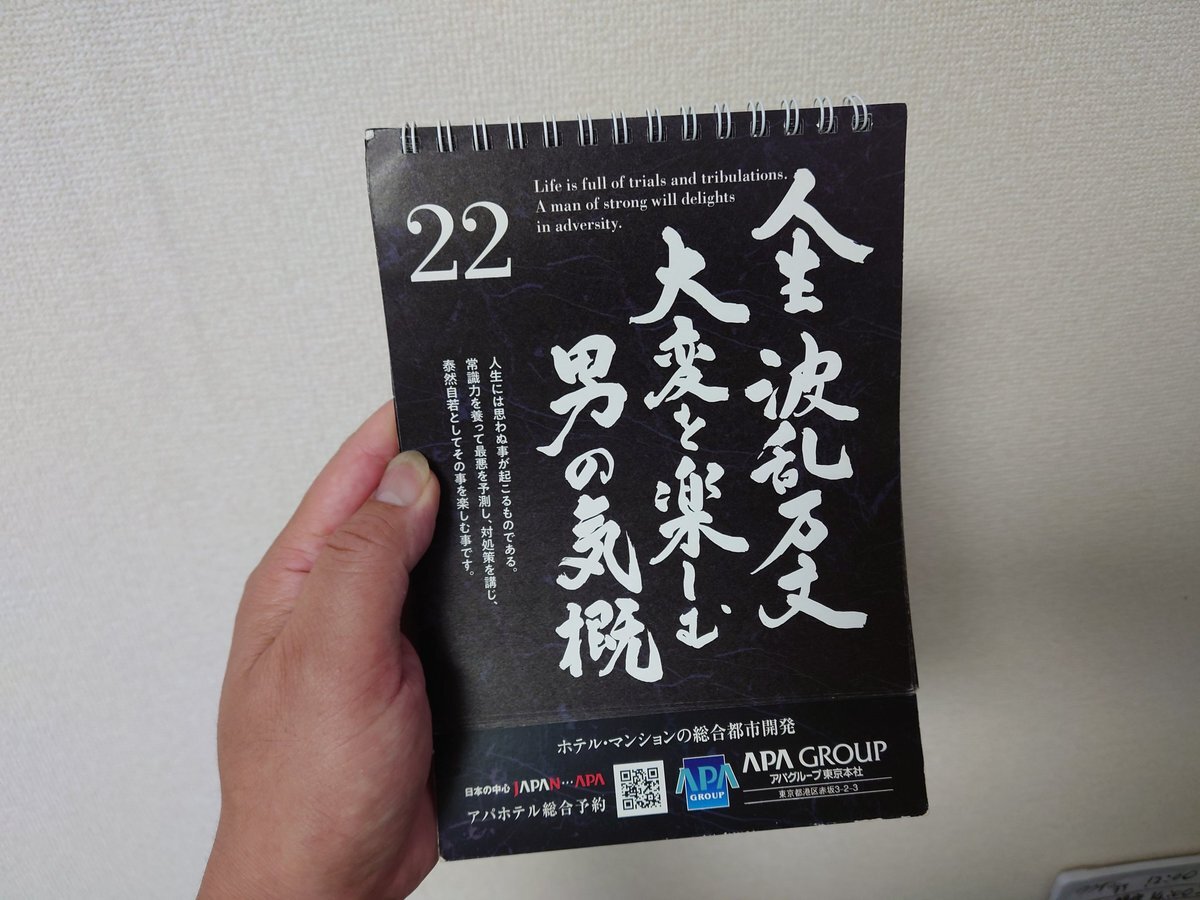 22
Life is full of trials and tribulations.
A man of strong will delights
in adversity.
人生 波乱万丈
大変と楽しむ
男の気概
人生には思わぬ事が起こるものである。
常識力を養って最悪を予測し、対処策を講じ、
泰然自若としてその事を楽しむ事です。
ホテル・マンションの総合都市開発
日本の中心 JAPAN…APA
アパホテル総合予約
APA
GROUP
APA GROUP
アパグループ東京本社
東京都港区赤坂3-2-3
12:00